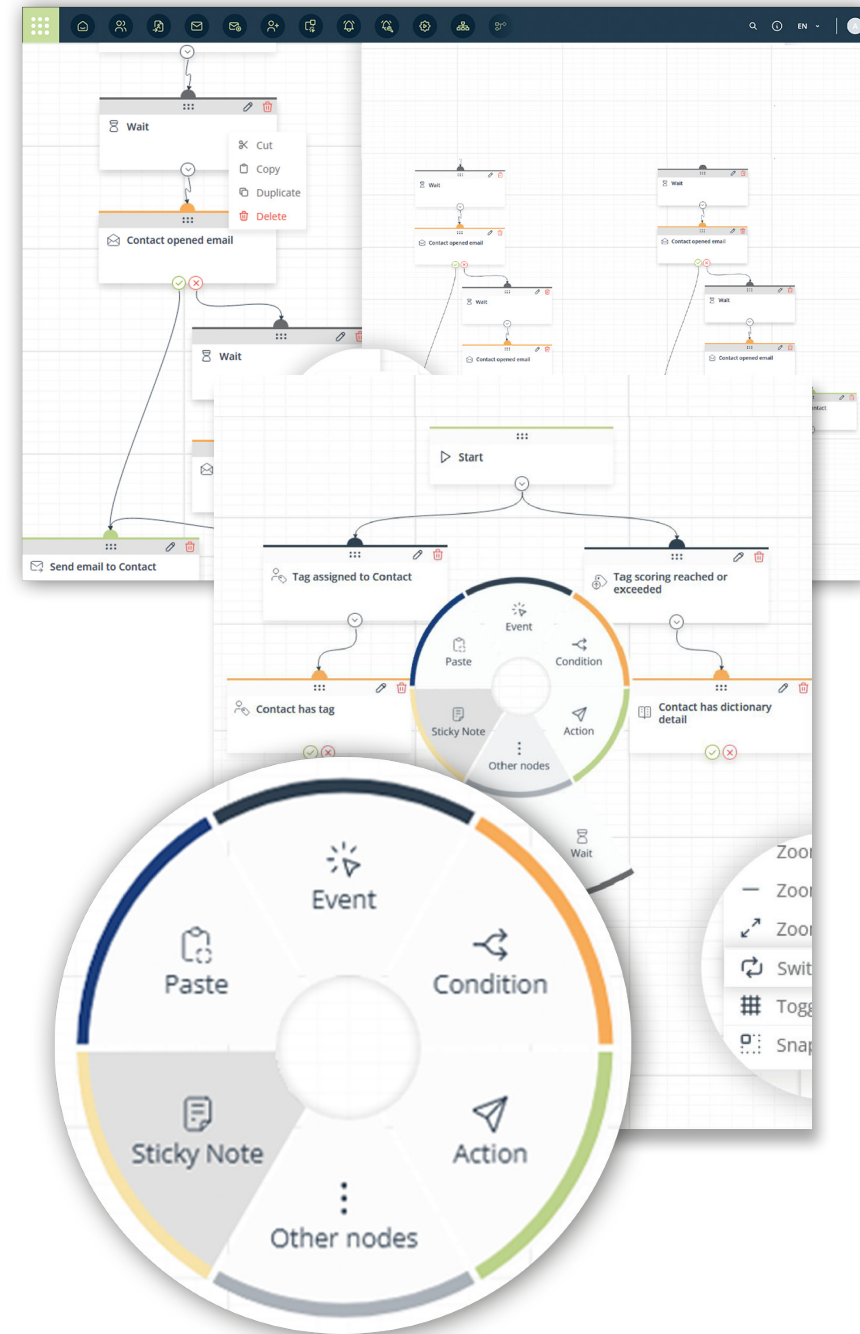 EN
Wait
Cut
Copy
Duplicate
Delete
Contact opened email
Wait
Send email to Contact
Wait
Contact opened email
Wait
Contact opened email
Wait
Contact opened email
Wait
Contact opened email
Start
Tag assigned to Contact
Tag scoring reached or
exceeded
Contact has tag
Contact has dictionary
detail
Event
Paste
Condition
Sticky Note
Action
Other nodes
Wait
Event
Paste
Condition
Sticky Note
Action
Other nodes